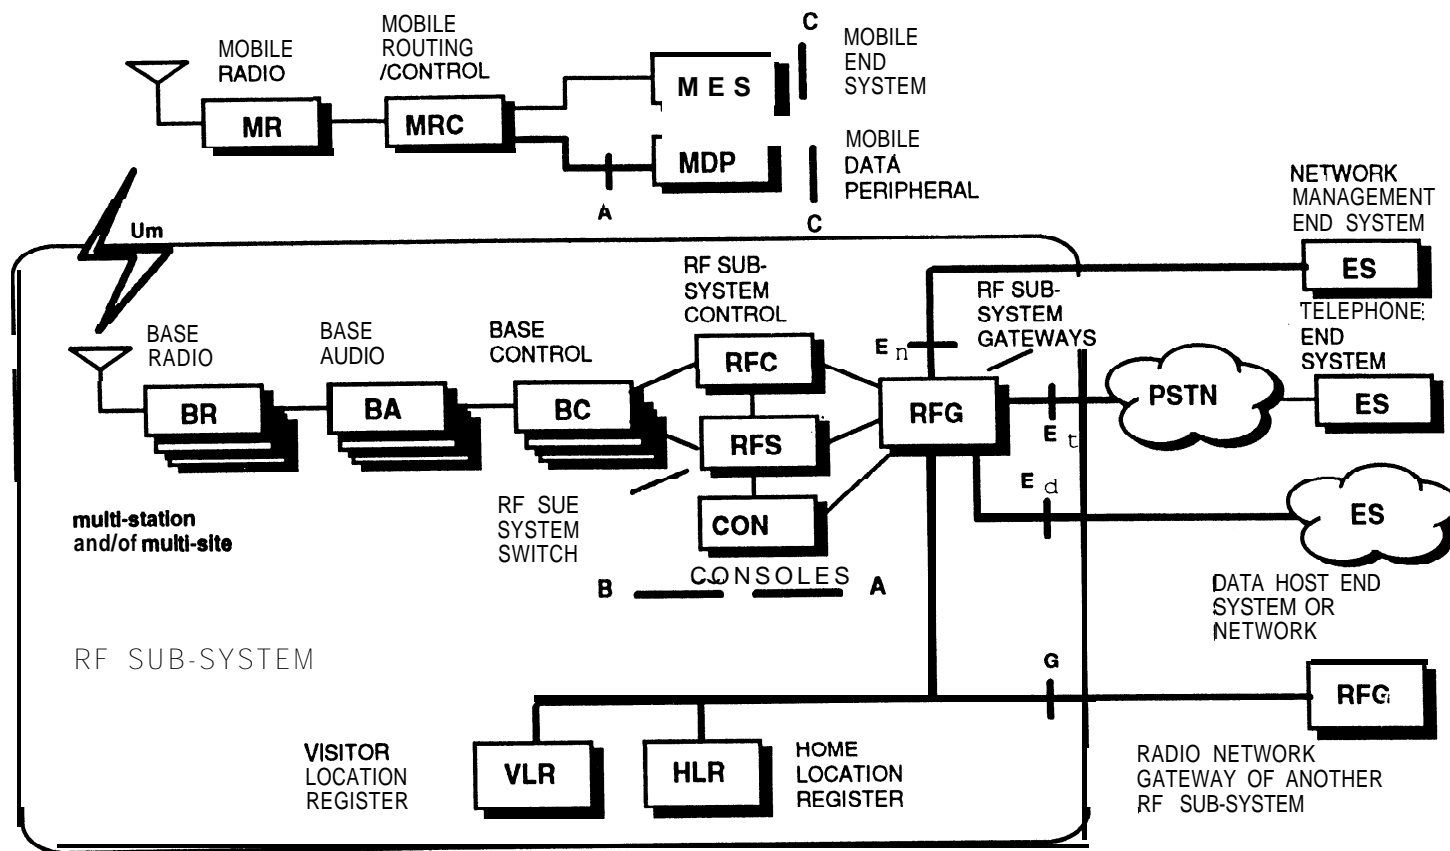 C
MOBILE
RADIO
MOBILE
ROUTING
/CONTROL
MOBILE
END
SYSTEM
MR
MRC
MES
MDP
MOBILE
DATA
PERIPHERAL
A
C
Um
NETWORK
MANAGEMENT
END SYSTEM
ES
RF SUB-
SYSTEM
CONTROL
RF SUB-
SYSTEM
GATEWAYS
En
BASE
RADIO
BASE
AUDIO
BASE
CONTROL
TELEPHONE:
END
SYSTEM
BR
BA
BC
RFC
RFS
CON
RFG
Et
PSTN
ES
Ed
ES
multi-station
and/of multi-site
RF SUE
SYSTEM
SWITCH
CONSOLES
B
A
DATA HOST END
SYSTEM OR
NETWORK
RF SUB-SYSTEM
G
RFG
VISITOR
LOCATION
REGISTER
VLR
HLR
HOME
LOCATION
REGISTER
RADIO NETWORK
GATEWAY OF ANOTHER
RF SUB-SYSTEM